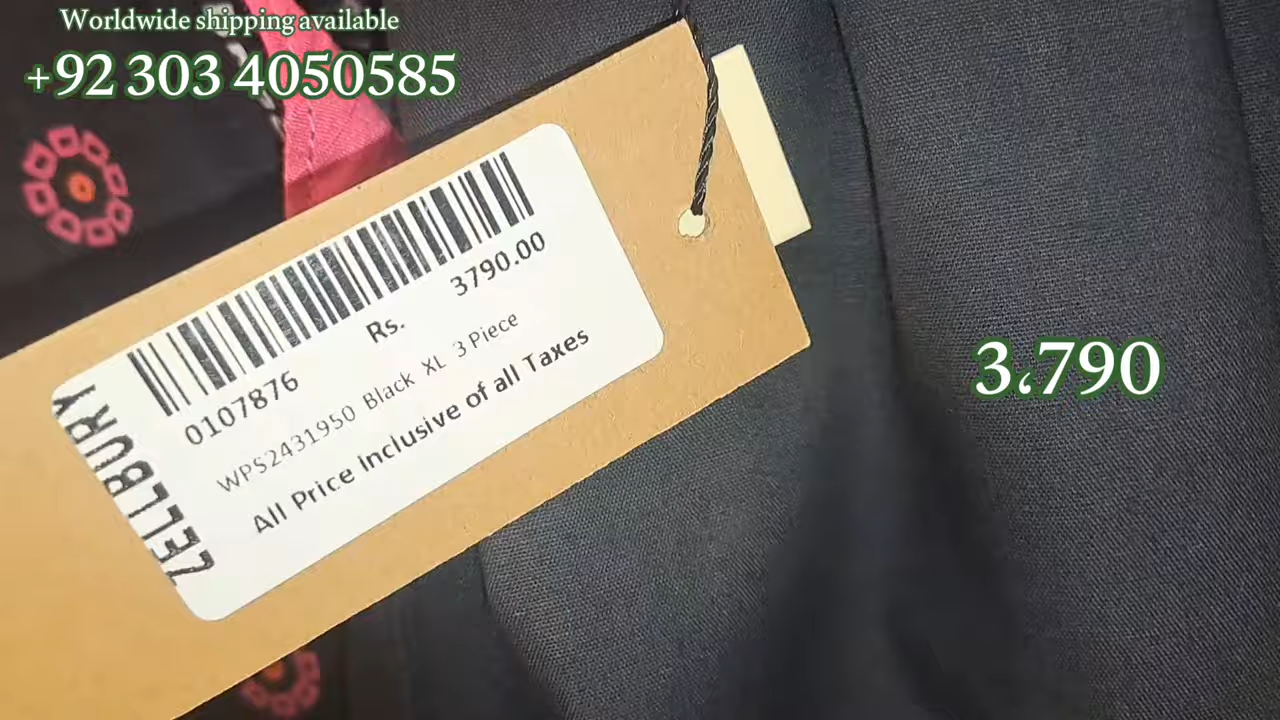 Worldwide shipping available
+92 303 4050585
ZELLBURY
Rs. 3790.00
0107876
WPS2431950 Black XL 3 Piece
All Price inclusive of all Taxes
3،790